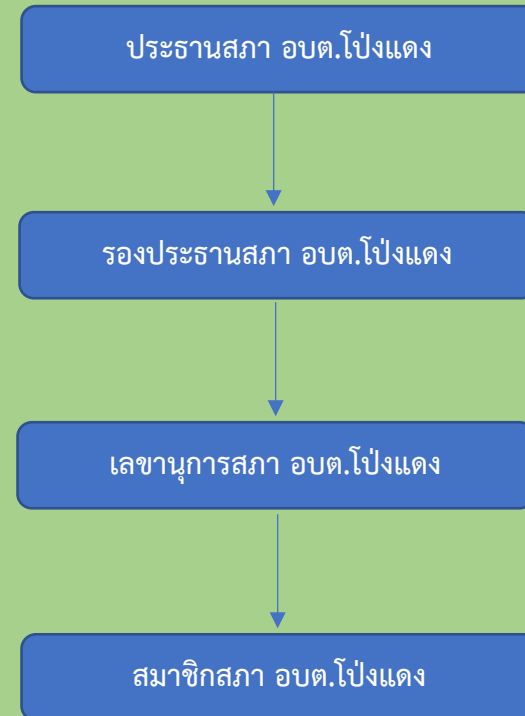 ประธานสภา อบต.โป่งแดง
รองประธานสภา อบต.โป่งแดง
เลขานุการสภา อบต.โป่งแดง
สมาชิกสภา อบต.โป่งแดง